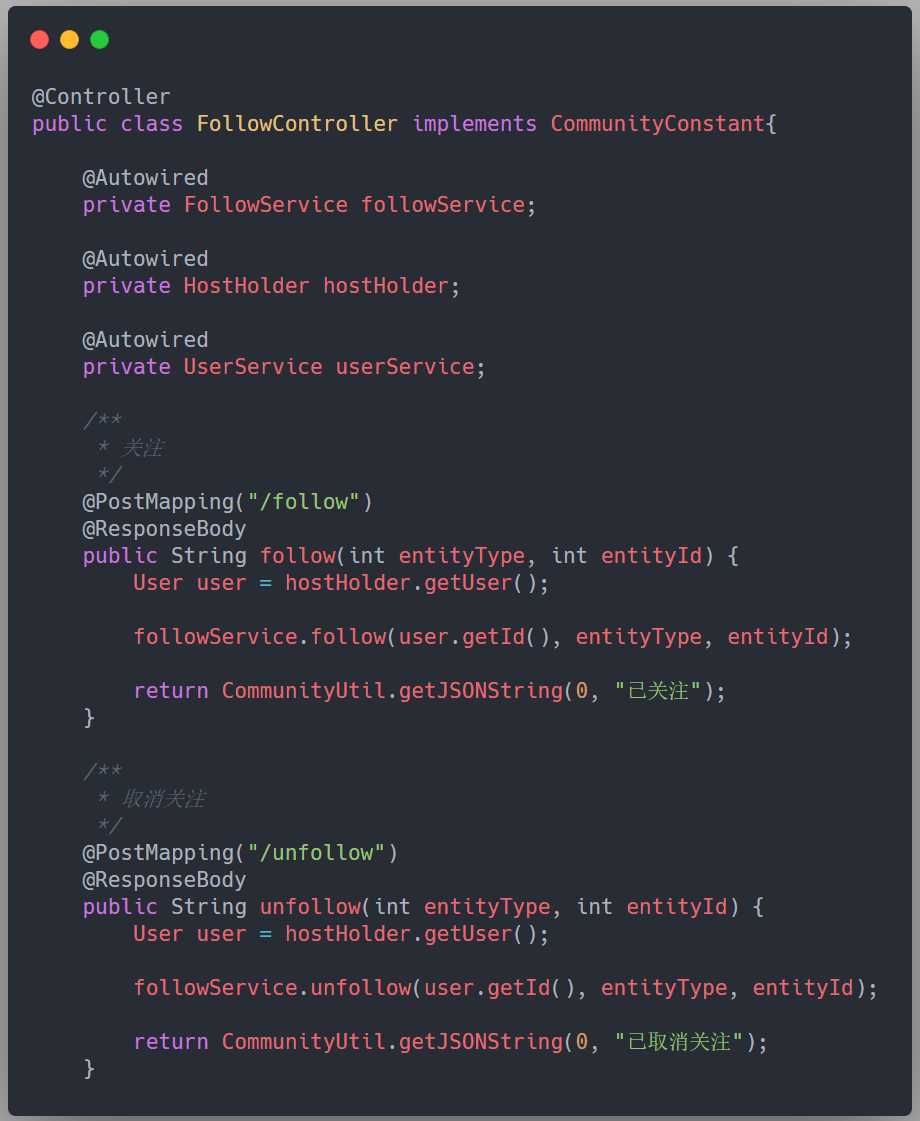 @Controller
public class FollowController implements CommunityConstant{
@Autowired
private FollowService followService;
@Autowired
private HostHolder hostHolder;
@Autowired
private UserService userService;
/**
* 关注
*/
@PostMapping("/follow")
@ResponseBody
public String follow(int entityType, int entityId) {
User user = hostHolder.getUser();
followService.follow(user.getId(), entityType, entityId);
return CommunityUtil.getJSONString(0, "已关注");
}
/**
* 取消关注
*/
@PostMapping("/unfollow")
@ResponseBody
public String unfollow(int entityType, int entityId) {
User user = hostHolder.getUser();
followService.unfollow(user.getId(), entityType, entityId);
return CommunityUtil.getJSONString(0, "已取消关注");
}